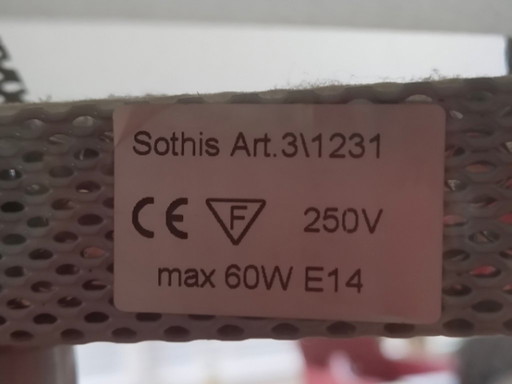 Sothis Art.3\1231
CE F 250V
max 60W E14